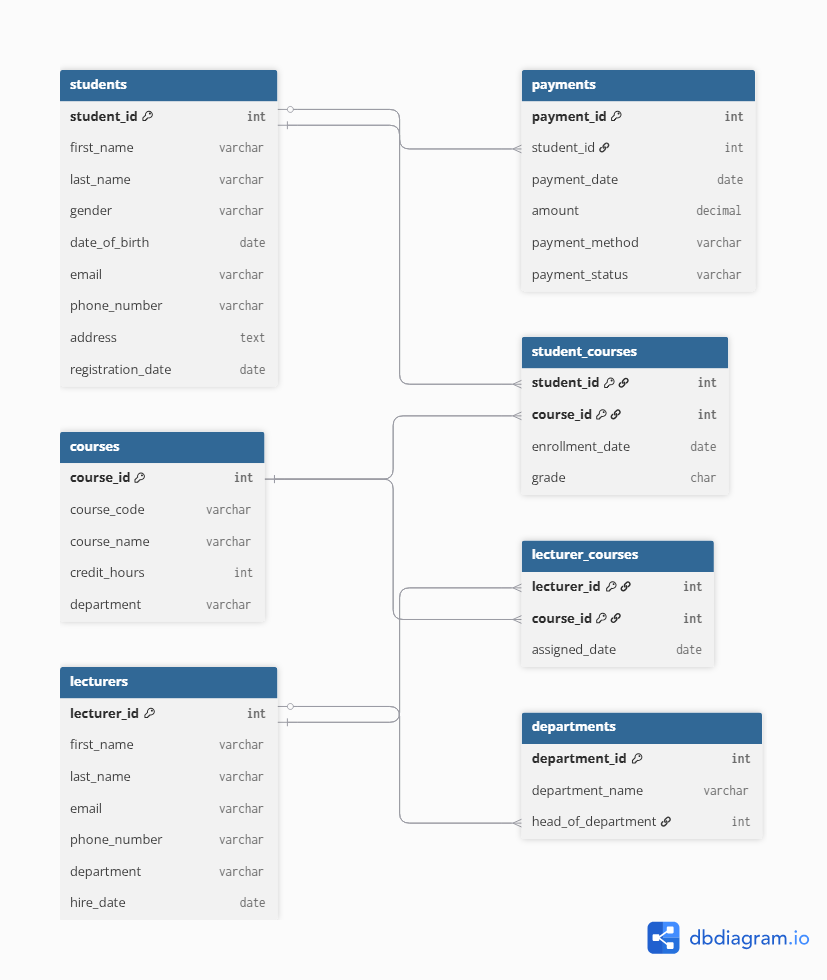 students
student_id int
first_name varchar
last_name varchar
gender varchar
date_of_birth date
email varchar
phone_number varchar
address text
registration_date date
payments
payment_id int
student_id int
payment_date date
amount decimal
payment_method varchar
payment_status varchar
student_courses
student_id int
course_id int
enrollment_date date
grade char
courses
course_id int
course_code varchar
course_name varchar
credit_hours int
department varchar
lecturer_courses
lecturer_id int
course_id int
assigned_date date
lecturers
lecturer_id int
first_name varchar
last_name varchar
email varchar
phone_number varchar
department varchar
hire_date date
departments
department_id int
department_name varchar
head_of_department int
dbdiagram.io